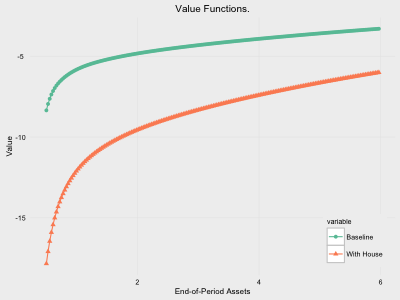 Value Functions.
-5
-10
-15
Value
2
4
6
End-of-Period Assets
variable
Baseline
With House